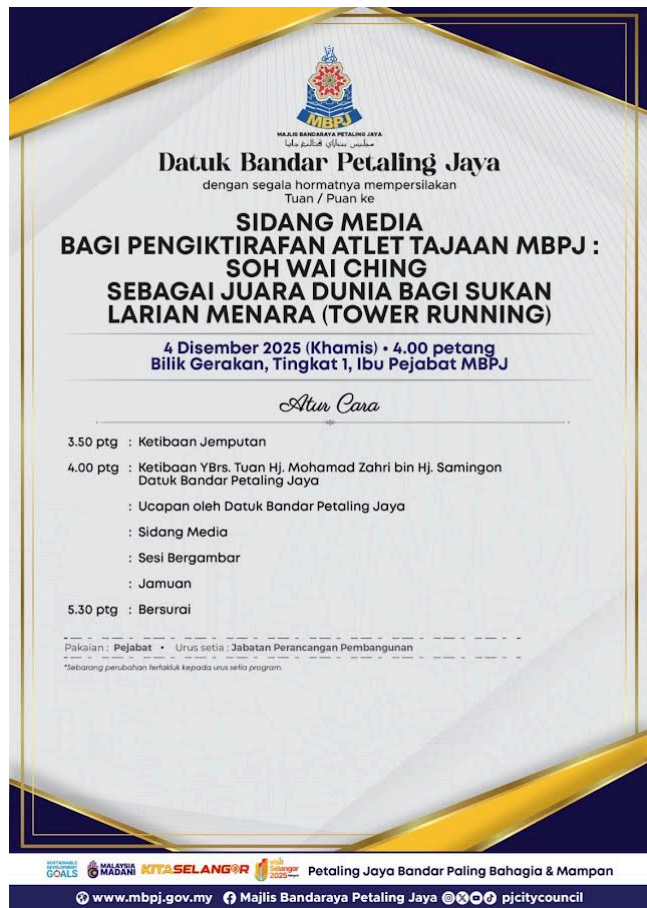 MBPJ
MAJLIS BANDARAYA PETALING JAYA
مجليس بندراي ڤتاليڠ جايا
Datuk Bandar Petaling Jaya
dengan segala hormatnya mempersilakan
Tuan / Puan ke
SIDANG MEDIA
BAGI PENGIKTIRAFAN ATLET TAJAAN MBPJ :
SOH WAI CHING
SEBAGAI JUARA DUNIA BAGI SUKAN
LARIAN MENARA (TOWER RUNNING)
4 Disember 2025 (Khamis) • 4.00 petang
Bilik Gerakan, Tingkat 1, Ibu Pejabat MBPJ
Atur Cara
3.50 ptg : Ketibaan Jemputan
4.00 ptg : Ketibaan YBrs. Tuan Hj. Mohamad Zahri bin Hj. Samingon
Datuk Bandar Petaling Jaya
: Ucapan oleh Datuk Bandar Petaling Jaya
: Sidang Media
: Sesi Bergambar
: Jamuan
5.30 ptg : Bersurai
Pakaian : Pejabat • Urus setia : Jabatan Perancangan Pembangunan
*Sebarang perubahan tertakluk kepada urus setia program.
SUSTAINABLE DEVELOPMENT GOALS MALAYSIA MADANI KITASELANGOR visit Selangor 2025 Petaling Jaya Bandar Paling Bahagia & Mampan
www.mbpj.gov.my Majlis Bandaraya Petaling Jaya pjcitycouncil